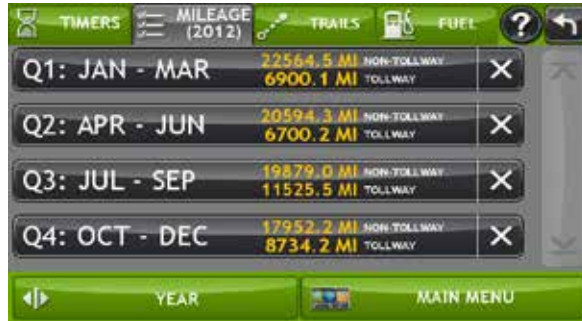 TIMERS
MILEAGE
(2012)
TRAILS
FUEL
?
Q1: JAN - MAR
22564.5 MI NON-TOLLWAY
6900.1 MI TOLLWAY
X
Q2: APR - JUN
20594.3 MI NON-TOLLWAY
6700.2 MI TOLLWAY
X
Q3: JUL - SEP
19879.0 MI NON-TOLLWAY
11525.5 MI TOLLWAY
X
Q4: OCT - DEC
17952.2 MI NON-TOLLWAY
8734.2 MI TOLLWAY
X
YEAR
MAIN MENU